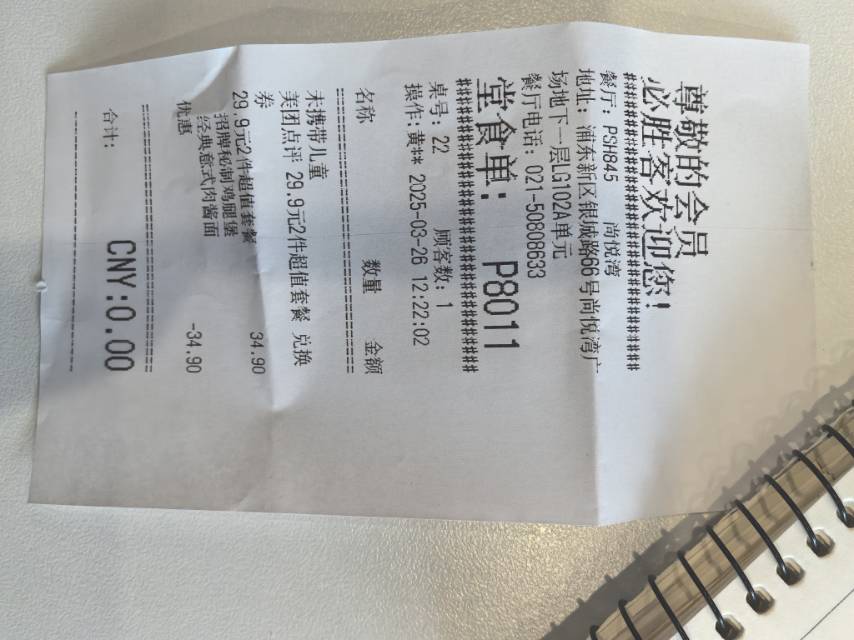 尊敬的会员
必胜客欢迎您!
##################################
餐厅: PSH845 尚悦湾
地址: 浦东新区银城路66号尚悦湾广
场地下一层LG102A单元
餐厅电话: 021-50808633
堂食单: P8011
##################################
桌号: 22 顾客数: 1
操作:黄** 2025-03-26 12:22:02
==================================
名称 数量 金额
未携带儿童
美团点评 29.9元2件超值套餐 兑换
券
29.9元2件超值套餐 34.90
招牌秘制鸡腿堡
经典意式肉酱面
优惠 -34.90
==================================
合计: CNY:0.00
----------------------------------